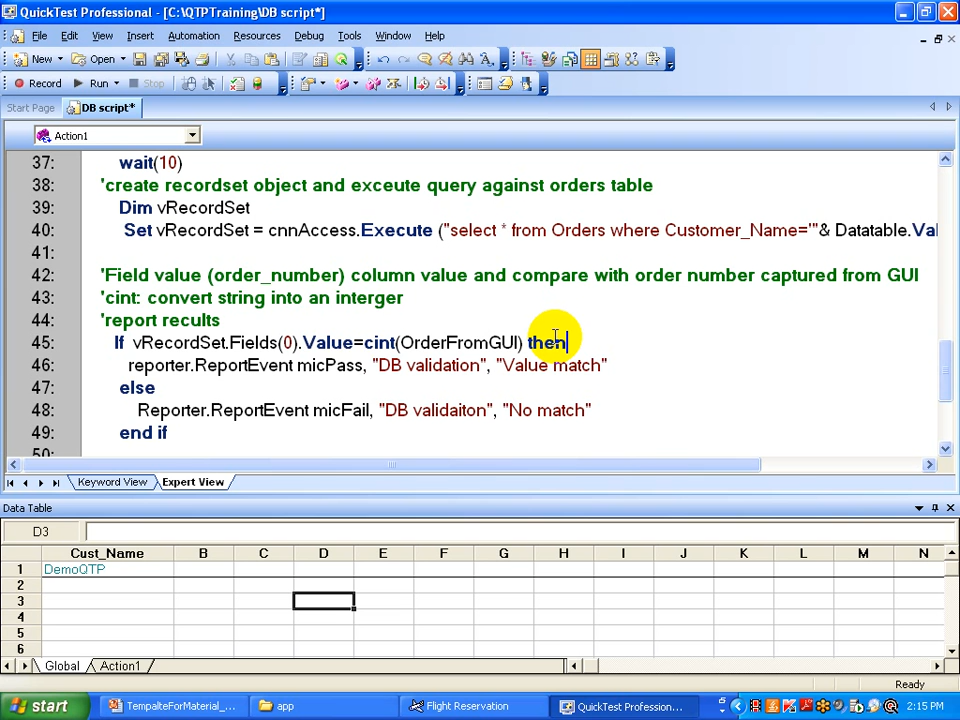 QuickTest Professional - [C:\QTPTraining\DB script*]
File Edit View Insert Automation Resources Debug Tools Window Help
New Open
Record Run Stop
Start Page DB script*
Action1
37: wait(10)
38: 'create recordset object and exceute query against orders table
39: Dim vRecordSet
40: Set vRecordSet = cnnAccess.Execute ("select * from Orders where Customer_Name='"& Datatable.Val
41:
42: 'Field value (order_number) column value and compare with order number captured from GUI
43: 'cint: convert string into an interger
44: 'report recults
45: If vRecordSet.Fields(0).Value=cint(OrderFromGUI) then
46: reporter.ReportEvent micPass, "DB validation", "Value match"
47: else
48: Reporter.ReportEvent micFail, "DB validaiton", "No match"
49: end if
50:
Keyword View Expert View
Data Table
D3
Cust_Name B C D E F G H I J K L M N
1 DemoQTP
2
3
4
5
6
Global Action1
Ready
start TempalteForMaterial_... app Flight Reservation QuickTest Profession... 2:15 PM